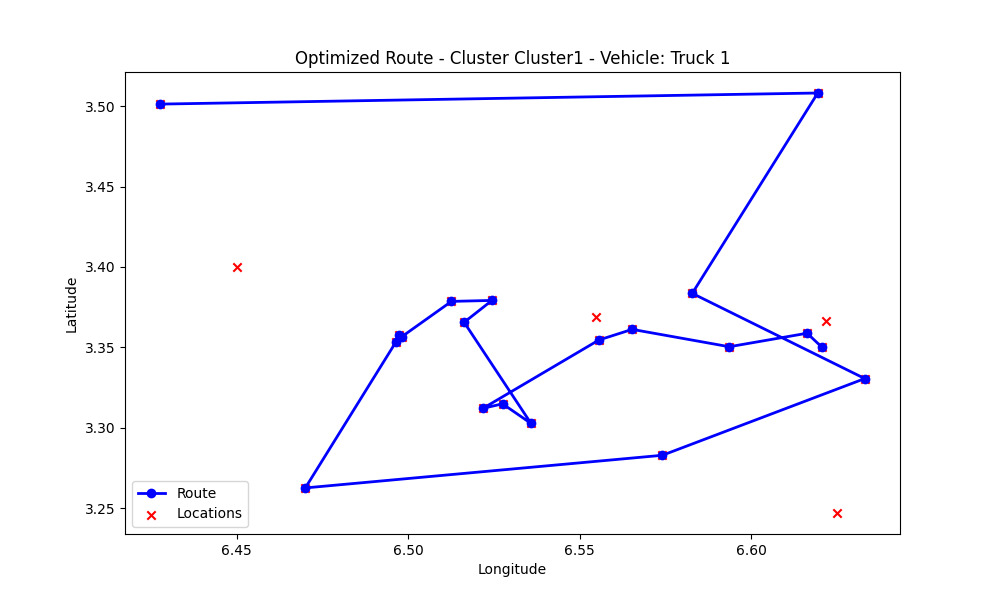 Optimized Route - Cluster Cluster1 - Vehicle: Truck 1
3.50
3.45
3.40
3.35
3.30
3.25
Latitude
Route
Locations
6.45 6.50 6.55 6.60
Longitude